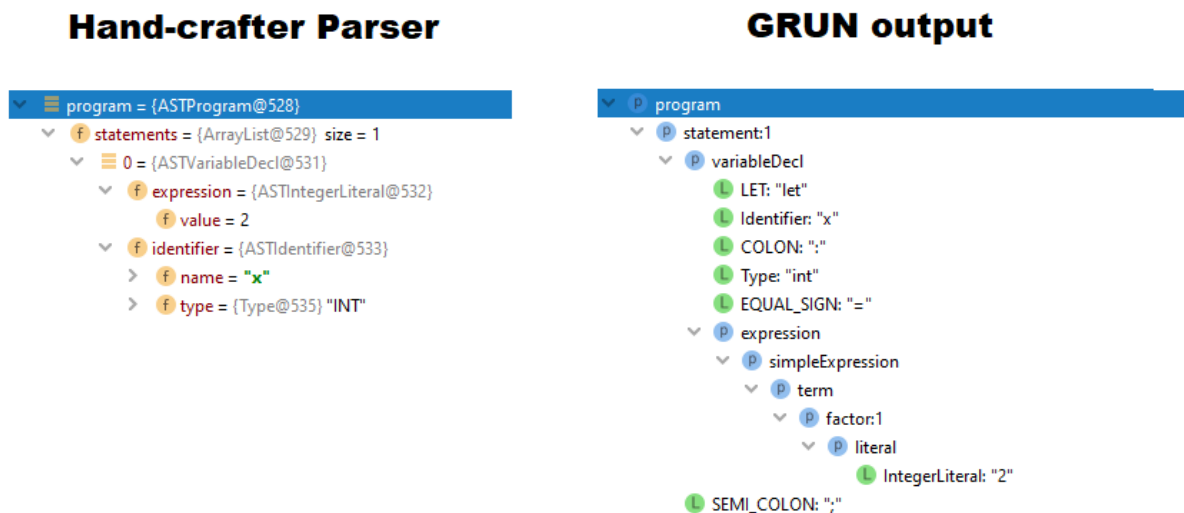 Hand-crafter Parser
program = {ASTProgram@528}
f statements = {ArrayList@529} size = 1
0 = {ASTVariableDecl@531}
f expression = {ASTIntegerLiteral@532}
f value = 2
f identifier = {ASTIdentifier@533}
f name = "x"
f type = {Type@535} "INT"
GRUN output
p program
p statement:1
p variableDecl
L LET: "let"
L Identifier: "x"
L COLON: ":"
L Type: "int"
L EQUAL_SIGN: "="
p expression
p simpleExpression
p term
p factor:1
p literal
L IntegerLiteral: "2"
L SEMI_COLON: ";"